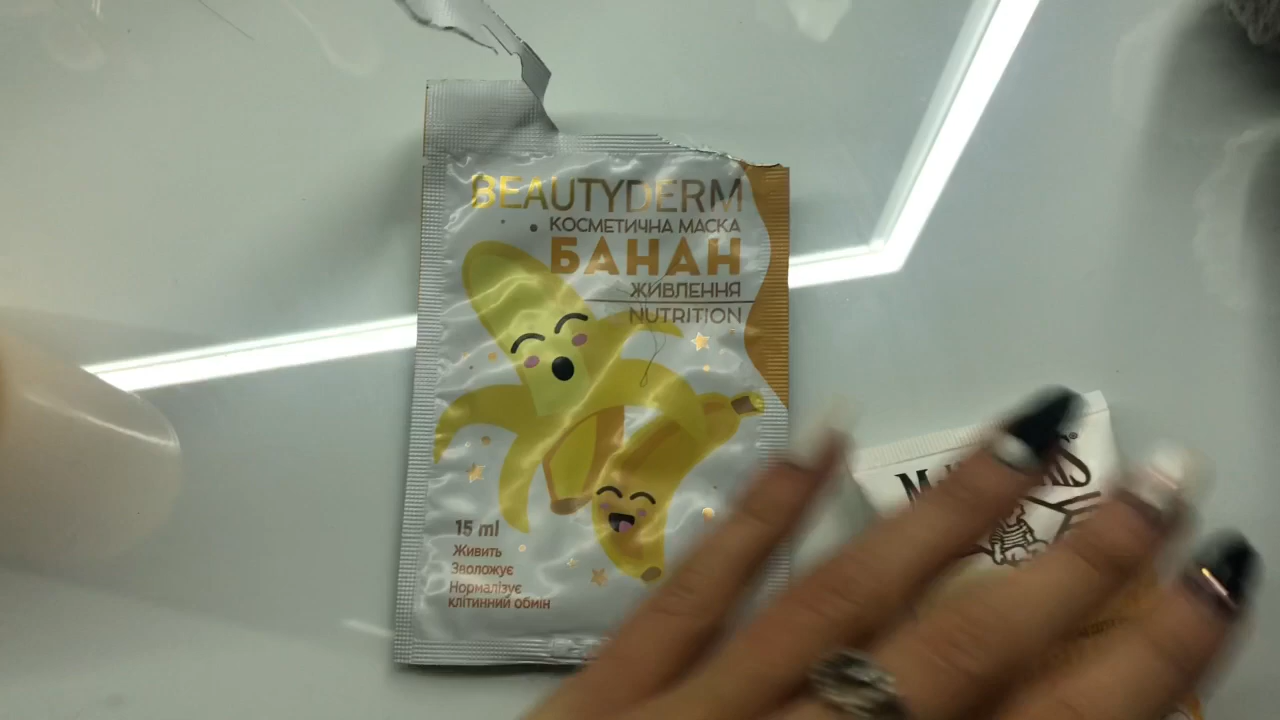 BEAUTYDERM
КОСМЕТИЧНА МАСКА
БАНАН
ЖИВЛЕННЯ
NUTRITION
15 ml
Живить
Зволожує
Нормалізує
клітинний обмін